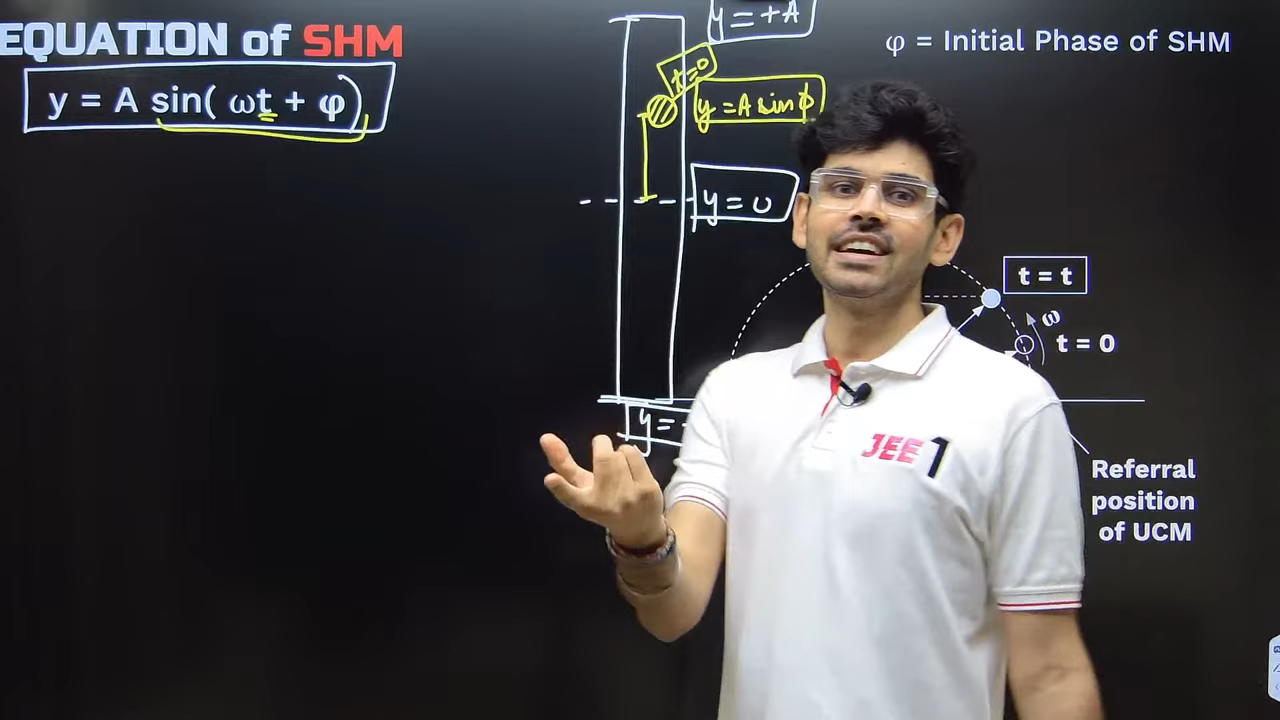 EQUATION of SHM
y = A sin( ωt + φ)
y = +A
t=0
y = A sin ϕ
y = 0
y =
φ = Initial Phase of SHM
t = t
ω
t = 0
Referral
position
of UCM
JEE 1